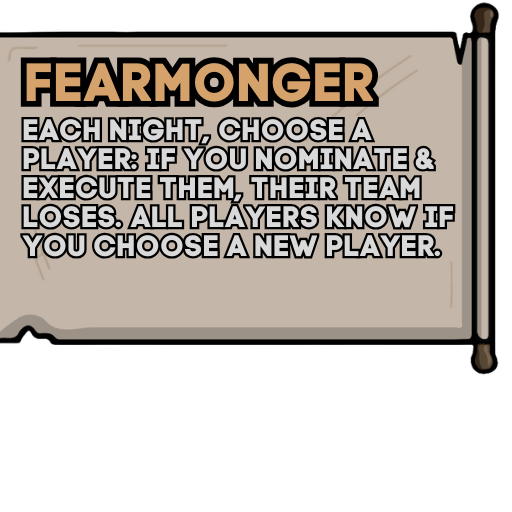 FEARMONGER
EACH NIGHT, CHOOSE A
PLAYER: IF YOU NOMINATE &
EXECUTE THEM, THEIR TEAM
LOSES. ALL PLAYERS KNOW IF
YOU CHOOSE A NEW PLAYER.